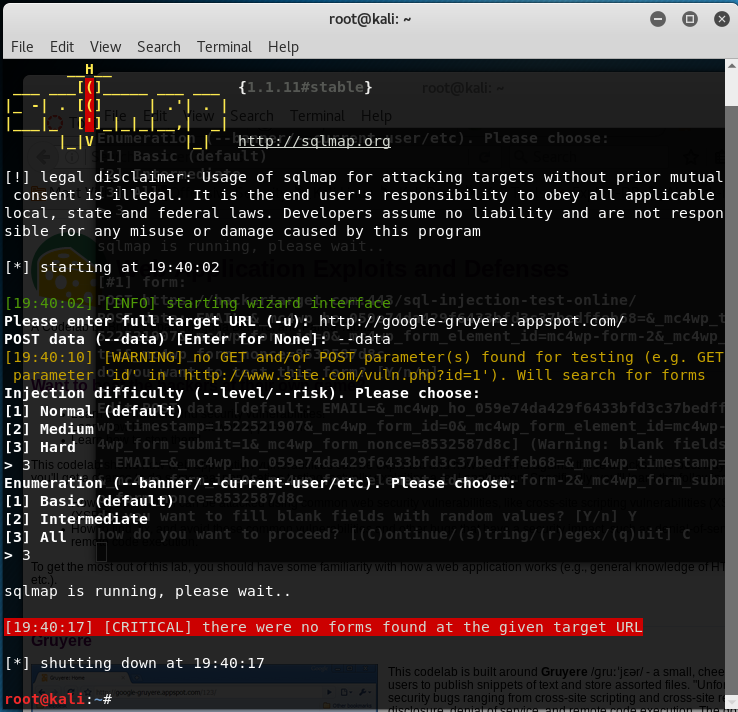 root@kali: ~
File Edit View Search Terminal Help
{1.1.11#stable}
http://sqlmap.org
[!] legal disclaimer: Usage of sqlmap for attacking targets without prior mutual
consent is illegal. It is the end user's responsibility to obey all applicable
local, state and federal laws. Developers assume no liability and are not respon
sible for any misuse or damage caused by this program
[*] starting at 19:40:02
[19:40:02] [INFO] starting wizard interface
Please enter full target URL (-u): http://google-gruyere.appspot.com/
POST data (--data) [Enter for None]: --data
[19:40:10] [WARNING] no GET and/or POST parameter(s) found for testing (e.g. GET
parameter 'id' in 'http://www.site.com/vuln.php?id=1'). Will search for forms
Injection difficulty (--level/--risk). Please choose:
[1] Normal (default)
[2] Medium
[3] Hard
> 3
Enumeration (--banner/--current-user/etc). Please choose:
[1] Basic (default)
[2] Intermediate
[3] All
> 3
sqlmap is running, please wait..
[19:40:17] [CRITICAL] there were no forms found at the given target URL
[*] shutting down at 19:40:17
root@kali:~#